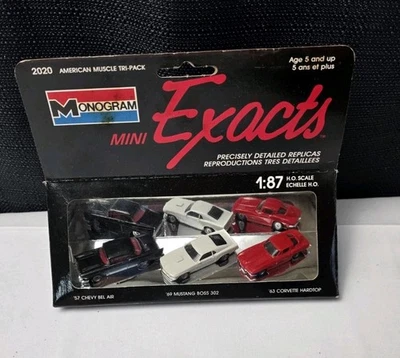 2020 AMERICAN MUSCLE TRI-PACK
Age 5 and up
5 ans et plus
MONOGRAM
MINI Exacts
PRECISELY DETAILED REPLICAS
REPRODUCTIONS TRES DETAILLEES
1:87 H.O. SCALE
ECHELLE H.O.
'57 CHEVY BEL AIR
'69 MUSTANG BOSS 302
'63 CORVETTE HARDTOP